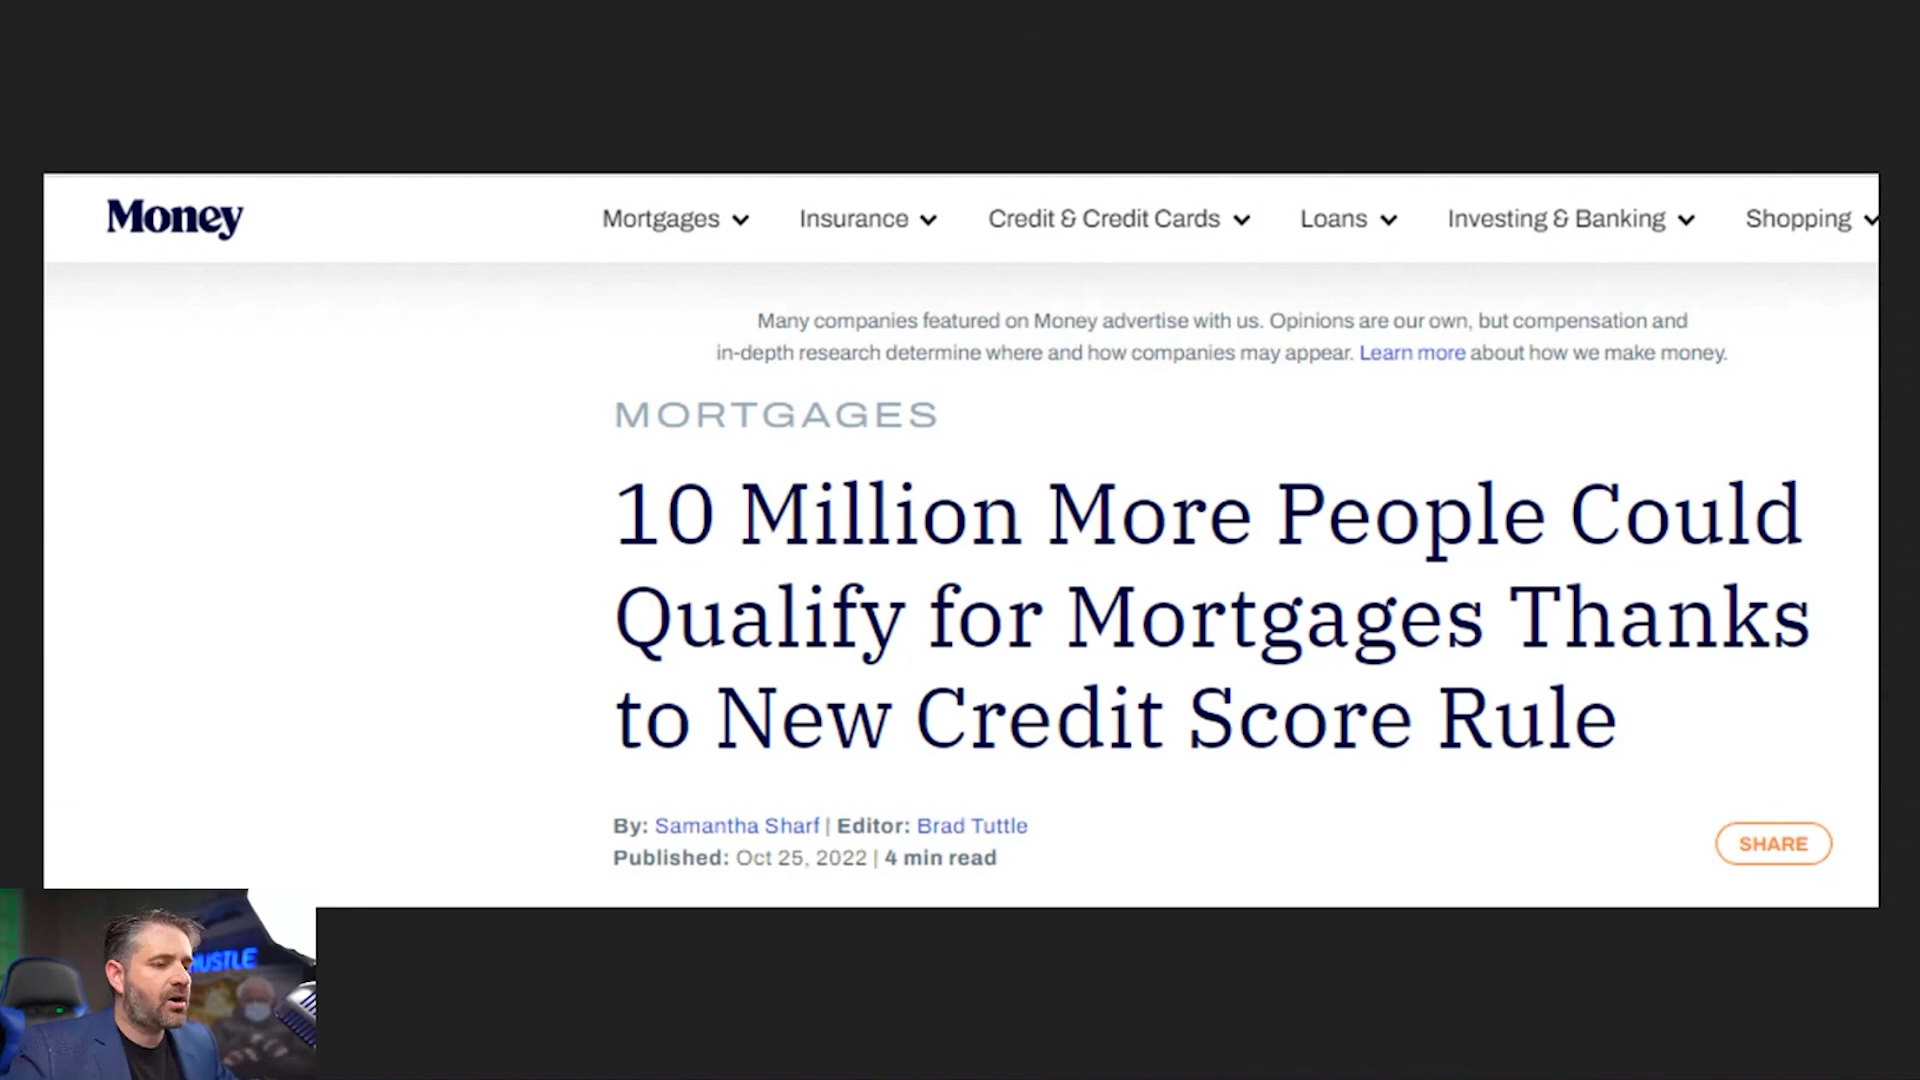 Money
Mortgages Insurance Credit & Credit Cards Loans Investing & Banking Shopping
Many companies featured on Money advertise with us. Opinions are our own, but compensation and
in-depth research determine where and how companies may appear. Learn more about how we make money.
MORTGAGES
10 Million More People Could
Qualify for Mortgages Thanks
to New Credit Score Rule
By: Samantha Sharf | Editor: Brad Tuttle
Published: Oct 25, 2022 | 4 min read
SHARE
HUSTLE